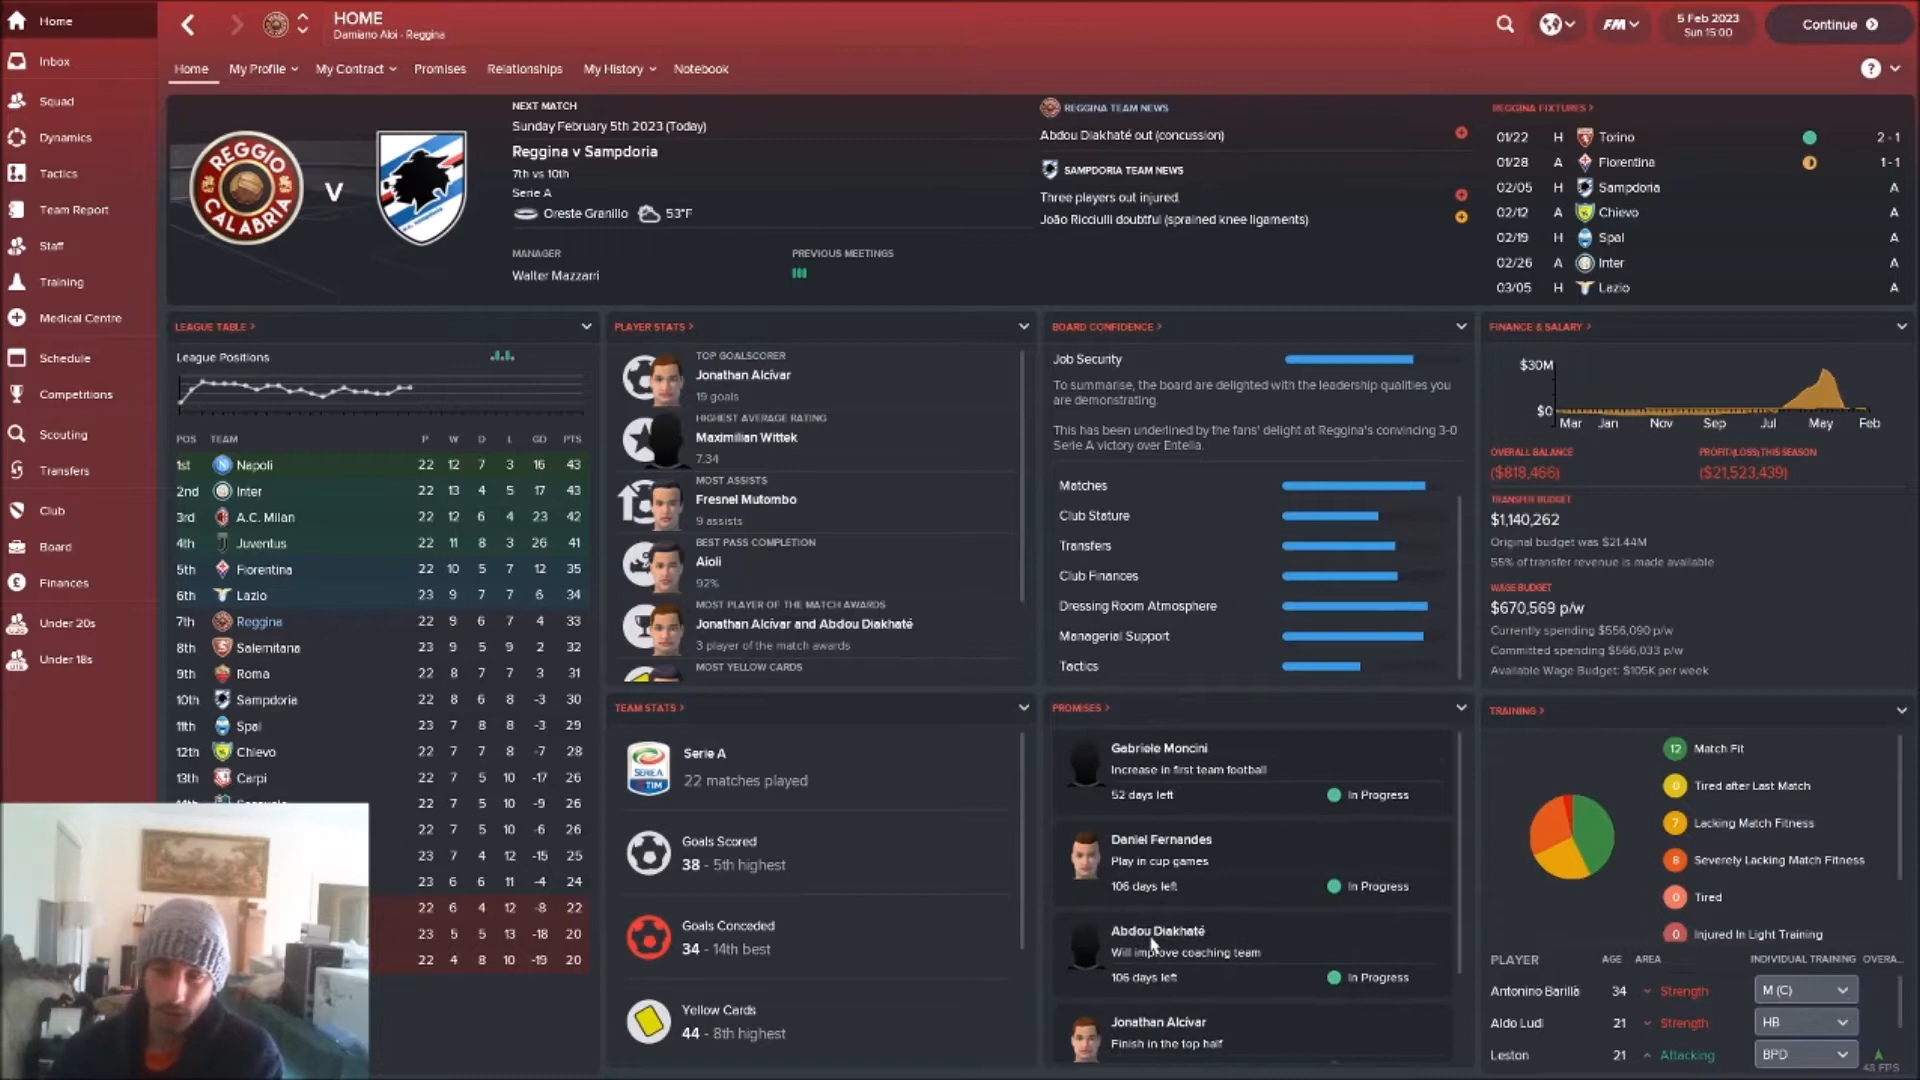 Home
Inbox
Squad
Dynamics
Tactics
Team Report
Staff
Training
Medical Centre
Schedule
Competitions
Scouting
Transfers
Club
Board
Finances
Under 20s
Under 18s
HOME
Damiano Aloi - Reggina
FM
5 Feb 2023
Sun 15:00
Continue
Home
My Profile
My Contract
Promises
Relationships
My History
Notebook
REGGIO
CALABRIA
V
NEXT MATCH
Sunday February 5th 2023 (Today)
Reggina v Sampdoria
7th vs 10th
Serie A
Oreste Granillo 53°F
MANAGER
Walter Mazzarri
PREVIOUS MEETINGS
REGGINA TEAM NEWS
Abdou Diakhaté out (concussion)
SAMPDORIA TEAM NEWS
Three players out injured.
João Ricciulli doubtful (sprained knee ligaments)
REGGINA FIXTURES >
01/22 H Torino 2 - 1
01/28 A Fiorentina 1 - 1
02/05 H Sampdoria A
02/12 A Chievo A
02/19 H Spal A
02/26 A Inter A
03/05 H Lazio A
LEAGUE TABLE >
League Positions
POS TEAM P W D L GD PTS
1st Napoli 22 12 7 3 16 43
2nd Inter 22 13 4 5 17 43
3rd A.C. Milan 22 12 6 4 23 42
4th Juventus 22 11 8 3 26 41
5th Fiorentina 22 10 5 7 12 35
6th Lazio 23 9 7 7 6 34
7th Reggina 22 9 6 7 4 33
8th Salernitana 23 9 5 9 2 32
9th Roma 22 8 7 7 3 31
10th Sampdoria 22 8 6 8 -3 30
11th Spal 23 7 8 8 -3 29
12th Chievo 22 7 7 8 -7 28
13th Carpi 22 7 5 10 -17 26
22 7 5 10 -9 26
22 7 5 10 -6 26
23 7 4 12 -15 25
23 6 6 11 -4 24
22 6 4 12 -8 22
23 5 5 13 -18 20
22 4 8 10 -19 20
PLAYER STATS >
TOP GOALSCORER
Jonathan Alcívar
19 goals
HIGHEST AVERAGE RATING
Maximilian Wittek
7.34
MOST ASSISTS
Fresnel Mutombo
9 assists
BEST PASS COMPLETION
Aioli
92%
MOST PLAYER OF THE MATCH AWARDS
Jonathan Alcívar and Abdou Diakhaté
3 player of the match awards
MOST YELLOW CARDS
TEAM STATS >
SERIE A
TIM
Serie A
22 matches played
Goals Scored
38 - 5th highest
Goals Conceded
34 - 14th best
Yellow Cards
44 - 8th highest
BOARD CONFIDENCE >
Job Security
To summarise, the board are delighted with the leadership qualities you
are demonstrating.
This has been underlined by the fans' delight at Reggina's convincing 3-0
Serie A victory over Entella.
Matches
Club Stature
Transfers
Club Finances
Dressing Room Atmosphere
Managerial Support
Tactics
PROMISES >
Gabriele Moncini
Increase in first team football
52 days left In Progress
Daniel Fernandes
Play in cup games
106 days left In Progress
Abdou Diakhaté
Will improve coaching team
106 days left In Progress
Jonathan Alcívar
Finish in the top half
FINANCE & SALARY >
$30M
$0
Mar Jan Nov Sep Jul May Feb
OVERALL BALANCE
($818,466)
PROFIT/(LOSS) THIS SEASON
($21,523,439)
TRANSFER BUDGET
$1,140,262
Original budget was $21.44M
55% of transfer revenue is made available
WAGE BUDGET
$670,569 p/w
Currently spending $556,090 p/w
Committed spending $566,033 p/w
Available Wage Budget: $105K per week
TRAINING >
12 Match Fit
0 Tired after Last Match
7 Lacking Match Fitness
8 Severely Lacking Match Fitness
0 Tired
0 Injured In Light Training
PLAYER AGE AREA INDIVIDUAL TRAINING OVERA...
Antonino Barillà 34 Strength M (C)
Aldo Ludi 21 Strength HB
Leston 21 Attacking BPD
48 FPS